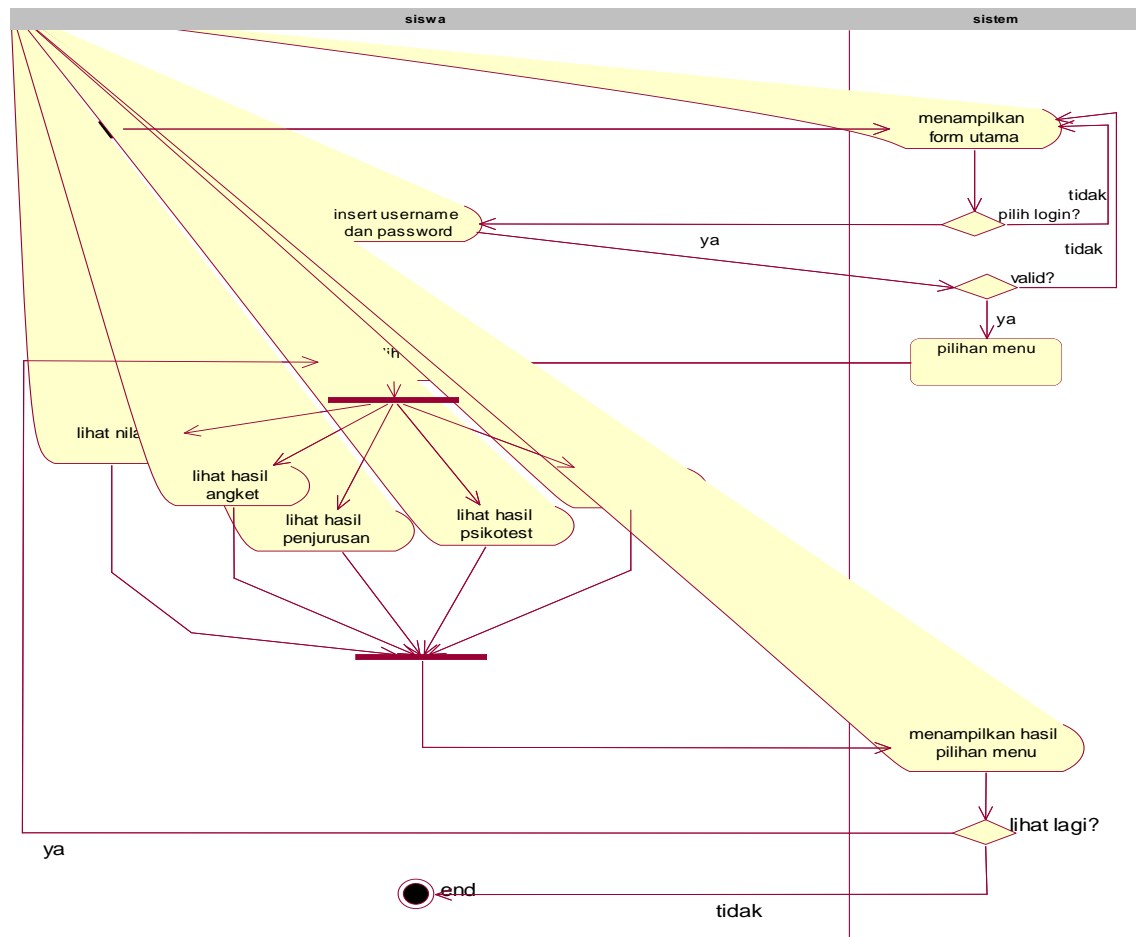 siswa
sistem
menampilkan
form utama
tidak
pilih login?
insert username
dan password
ya
tidak
valid?
ya
pilihan menu
lihat
lihat hasil
angket
lihat hasil
penjurusan
lihat hasil
psikotest
menampilkan hasil
pilihan menu
lihat lagi?
ya
end
tidak